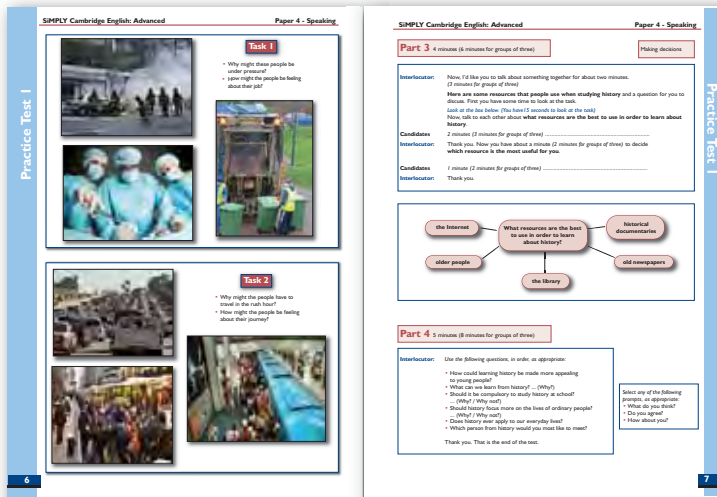 SiMPLY Cambridge English: Advanced
Paper 4 - Speaking
Practice Test 1
Task 1
• Why might these people be
under pressure?
• How might the people be feeling
about their job?
Task 2
• Why might the people have to
travel in the rush hour?
• How might the people be feeling
about their journey?
6
SiMPLY Cambridge English: Advanced
Paper 4 - Speaking
Practice Test 1
Part 3 4 minutes (6 minutes for groups of three)
Making decisions
Interlocutor: Now, I'd like you to talk about something together for about two minutes.
(3 minutes for groups of three)
Here are some resources that people use when studying history and a question for you to
discuss. First you have some time to look at the task.
Look at the box below. (You have15 seconds to look at the task)
Now, talk to each other about what resources are the best to use in order to learn about
history.
Candidates 2 minutes (3 minutes for groups of three) ..........................................................
Interlocutor: Thank you. Now you have about a minute (2 minutes for groups of three) to decide
which resource is the most useful for you.
Candidates 1 minute (2 minutes for groups of three) ..........................................................
Interlocutor: Thank you.
the Internet
What resources are the best
to use in order to learn
about history?
historical
documentaries
older people
old newspapers
the library
Part 4 5 minutes (8 minutes for groups of three)
Interlocutor: Use the following questions, in order, as appropriate:
• How could learning history be made more appealing
to young people?
• What can we learn from history? ... (Why?)
• Should it be compulsory to study history at school?
... (Why? / Why not?)
• Should history focus more on the lives of ordinary people?
... (Why? / Why not?)
• Does history ever apply to our everyday lives?
• Which person from history would you most like to meet?
Thank you. That is the end of the test.
Select any of the following
prompts, as appropriate:
• What do you think?
• Do you agree?
• How about you?
7